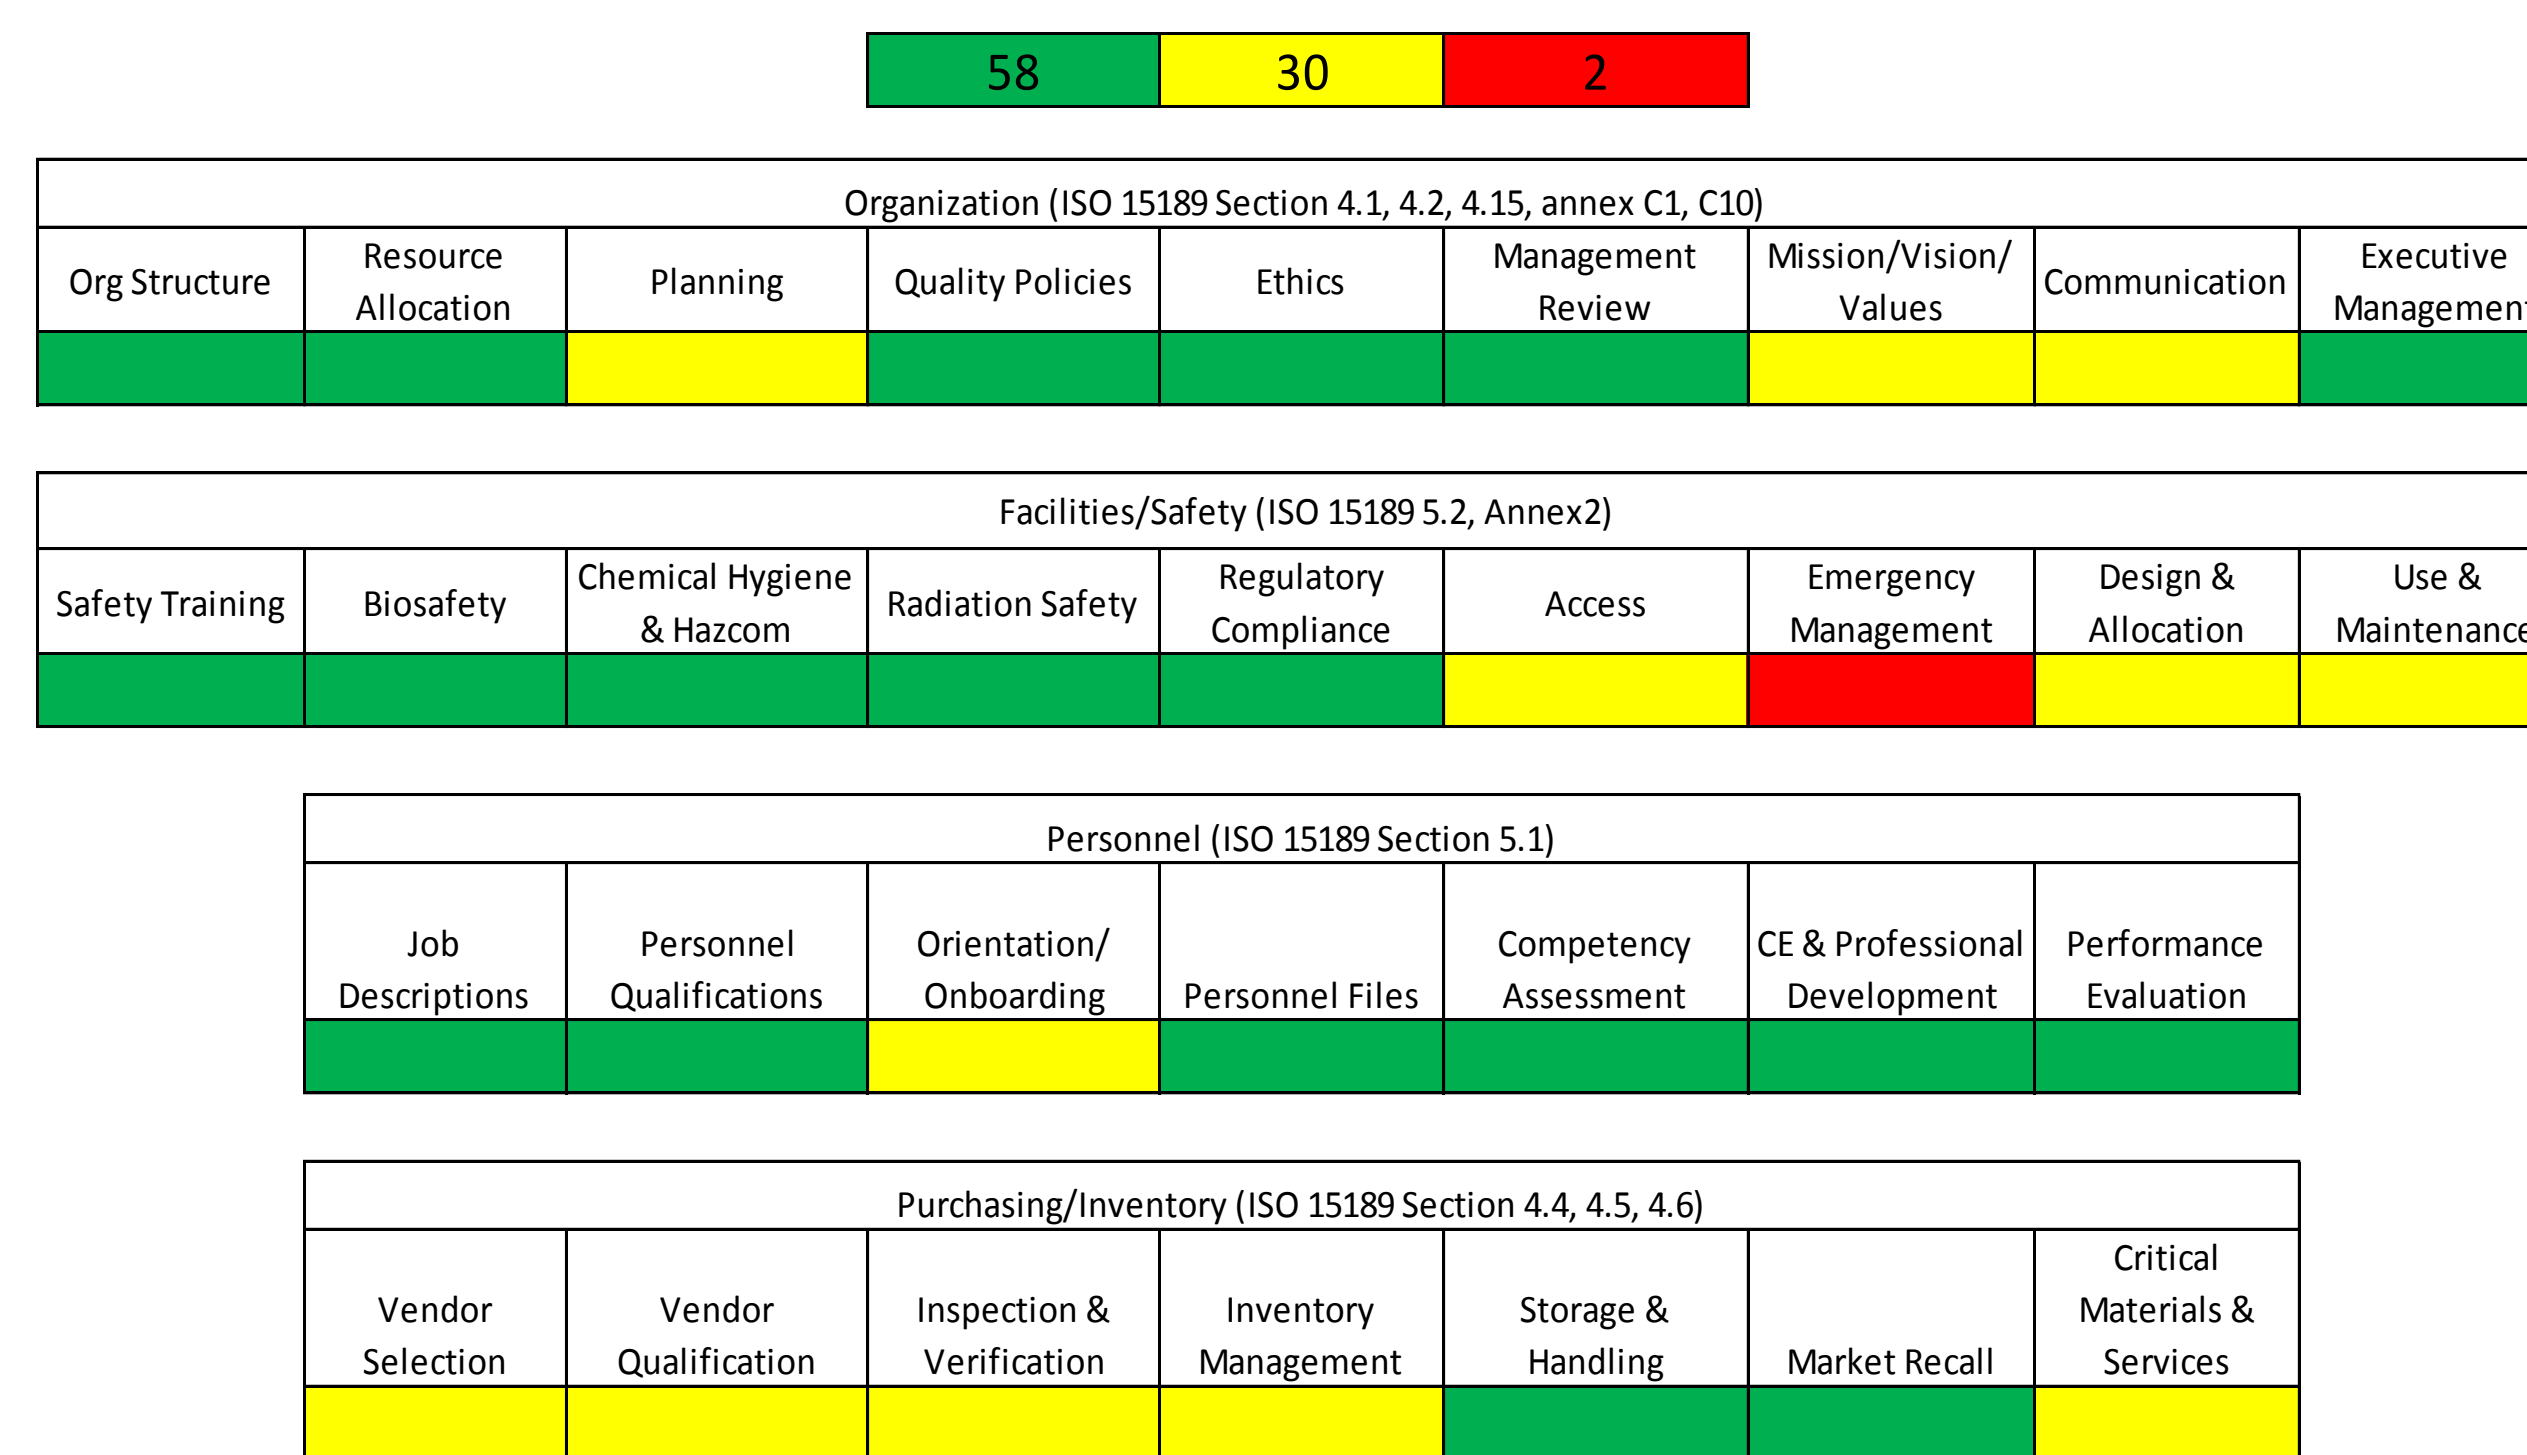 58 30 2
Organization (ISO 15189 Section 4.1, 4.2, 4.15, annex C1, C10)
Org Structure
Resource
Allocation
Planning
Quality Policies
Ethics
Management
Review
Mission/Vision/
Values
Communication
Executive
Management
Facilities/Safety (ISO 15189 5.2, Annex2)
Safety Training
Biosafety
Chemical Hygiene
& Hazcom
Radiation Safety
Regulatory
Compliance
Access
Emergency
Management
Design &
Allocation
Use &
Maintenance
Personnel (ISO 15189 Section 5.1)
Job
Descriptions
Personnel
Qualifications
Orientation/
Onboarding
Personnel Files
Competency
Assessment
CE & Professional
Development
Performance
Evaluation
Purchasing/Inventory (ISO 15189 Section 4.4, 4.5, 4.6)
Vendor
Selection
Vendor
Qualification
Inspection &
Verification
Inventory
Management
Storage &
Handling
Market Recall
Critical
Materials &
Services